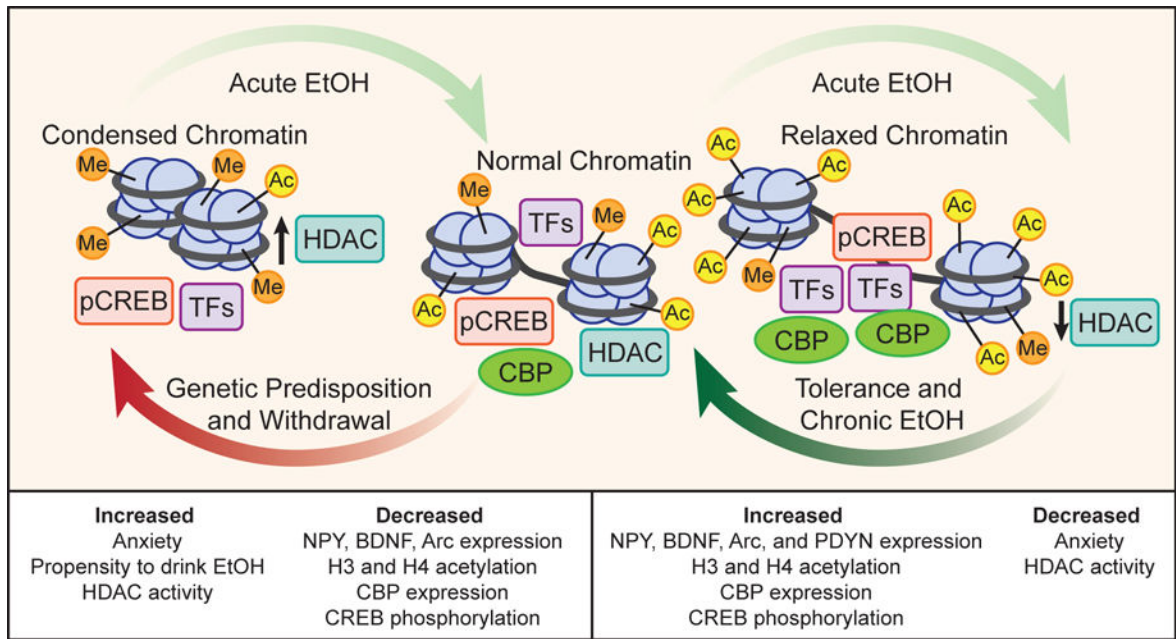 Acute EtOH
Acute EtOH
Condensed Chromatin
Normal Chromatin
Relaxed Chromatin
Me
Me
Ac
Me
Me
HDAC
pCREB
TFs
Me
TFs
Me
Ac
Ac
Ac
pCREB
HDAC
CBP
Ac
Ac
Ac
Ac
Me
pCREB
TFs
TFs
CBP
CBP
Ac
Ac
Ac
Ac
Me
HDAC
Genetic Predisposition
and Withdrawal
Tolerance and
Chronic EtOH
Increased
Anxiety
Propensity to drink EtOH
HDAC activity
Decreased
NPY, BDNF, Arc expression
H3 and H4 acetylation
CBP expression
CREB phosphorylation
Increased
NPY, BDNF, Arc, and PDYN expression
H3 and H4 acetylation
CBP expression
CREB phosphorylation
Decreased
Anxiety
HDAC activity